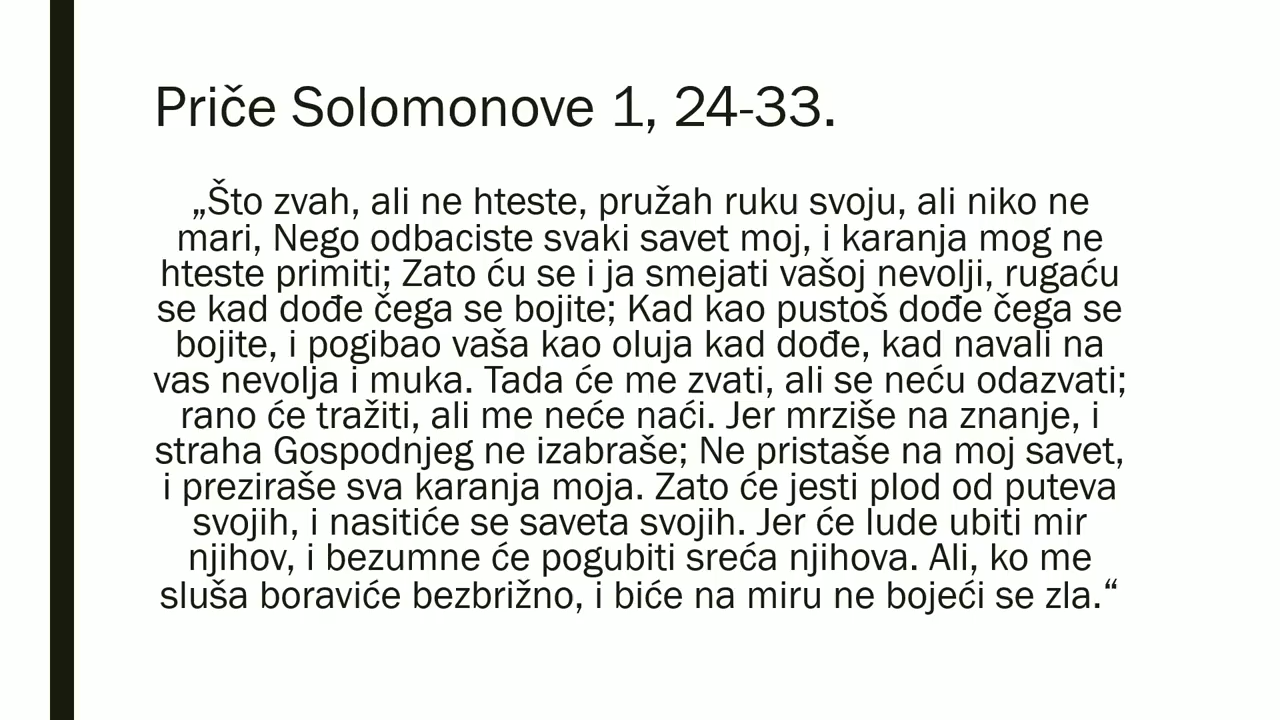 Priče Solomonove 1, 24-33.
„Što zvah, ali ne hteste, pružah ruku svoju, ali niko ne
mari, Nego odbaciste svaki savet moj, i karanja mog ne
hteste primiti; Zato ću se i ja smejati vašoj nevolji, rugaću
se kad dođe čega se bojite; Kad kao pustoš dođe čega se
bojite, i pogibao vaša kao oluja kad dođe, kad navali na
vas nevolja i muka. Tada će me zvati, ali se neću odazvati;
rano će tražiti, ali me neće naći. Jer mrziše na znanje, i
straha Gospodnjeg ne izabraše; Ne pristaše na moj savet,
i preziraše sva karanja moja. Zato će jesti plod od puteva
svojih, i nasitiće se saveta svojih. Jer će lude ubiti mir
njihov, i bezumne će pogubiti sreća njihova. Ali, ko me
sluša boraviće bezbrižno, i biće na miru ne bojeći se zla.“